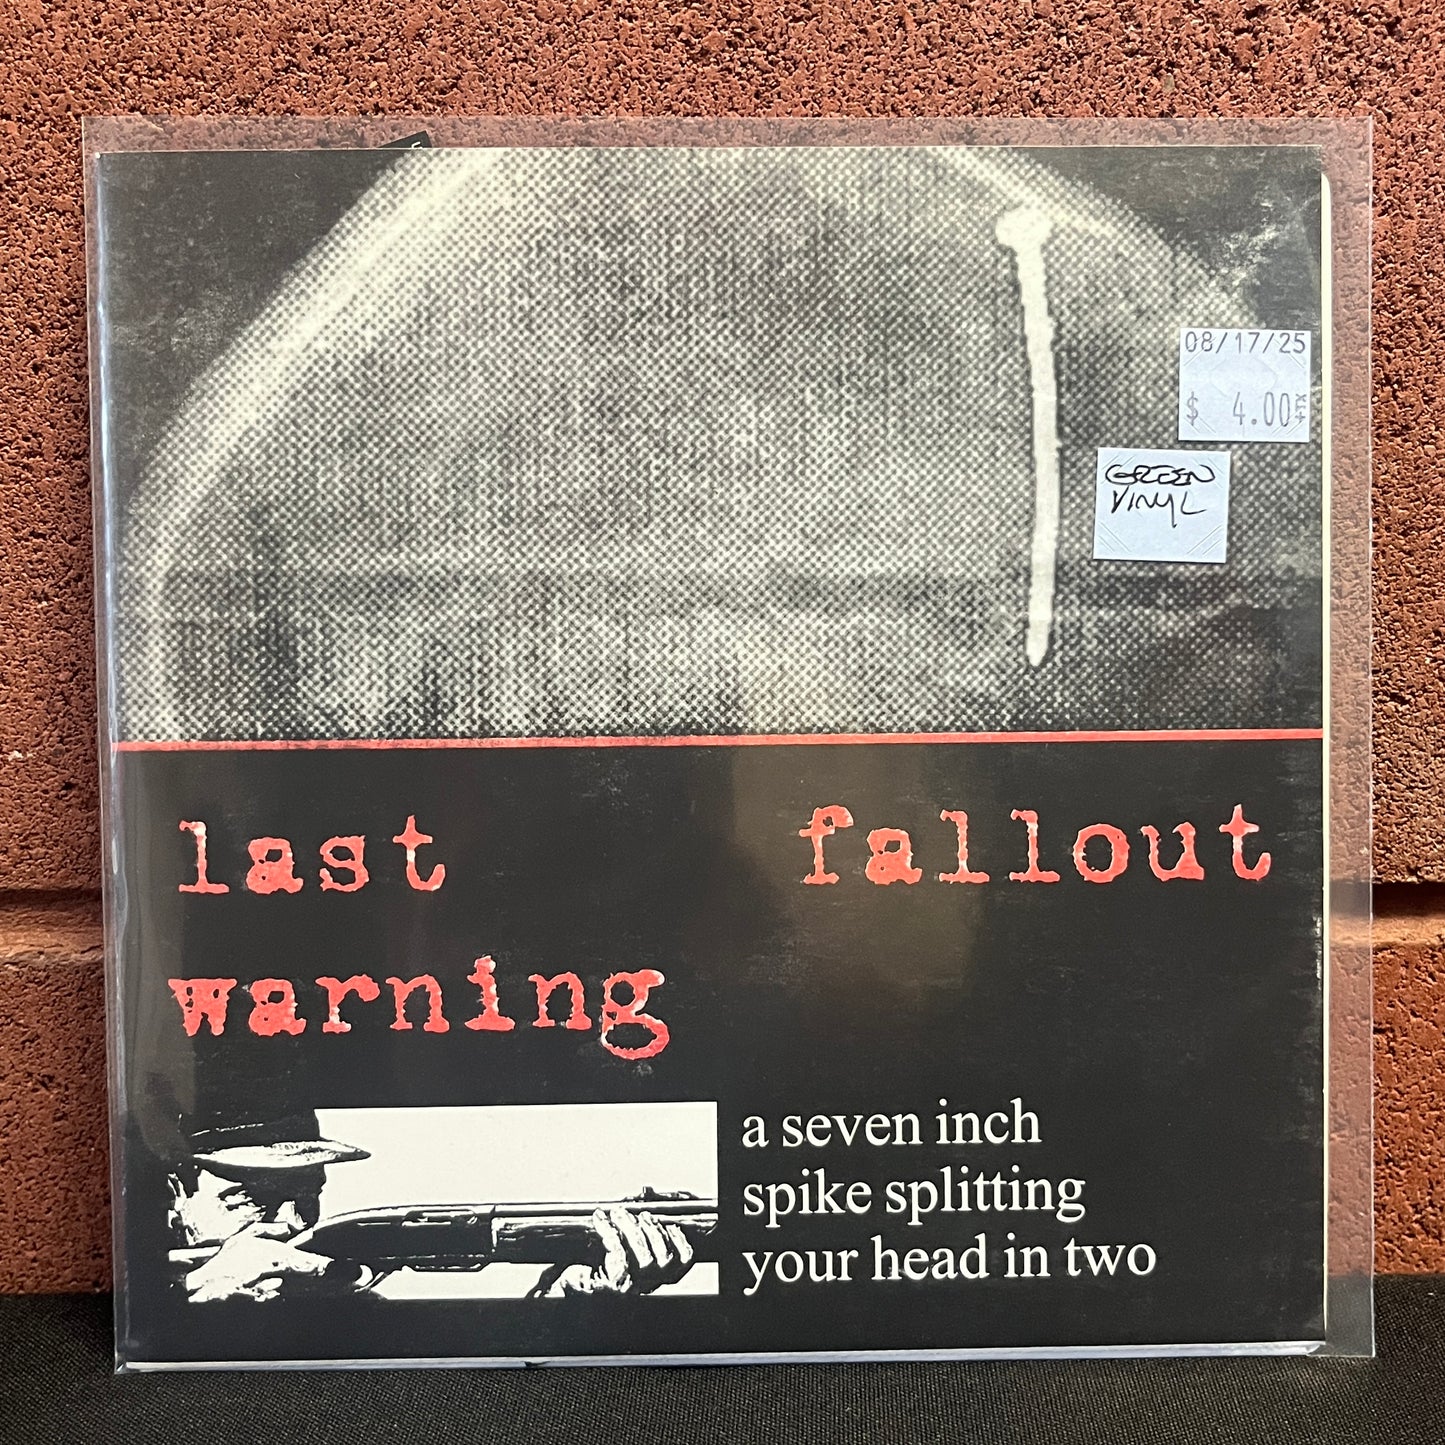 08/17/25
$ 4.00
GREEN
VINYL
last fallout
warning
a seven inch
spike splitting
your head in two